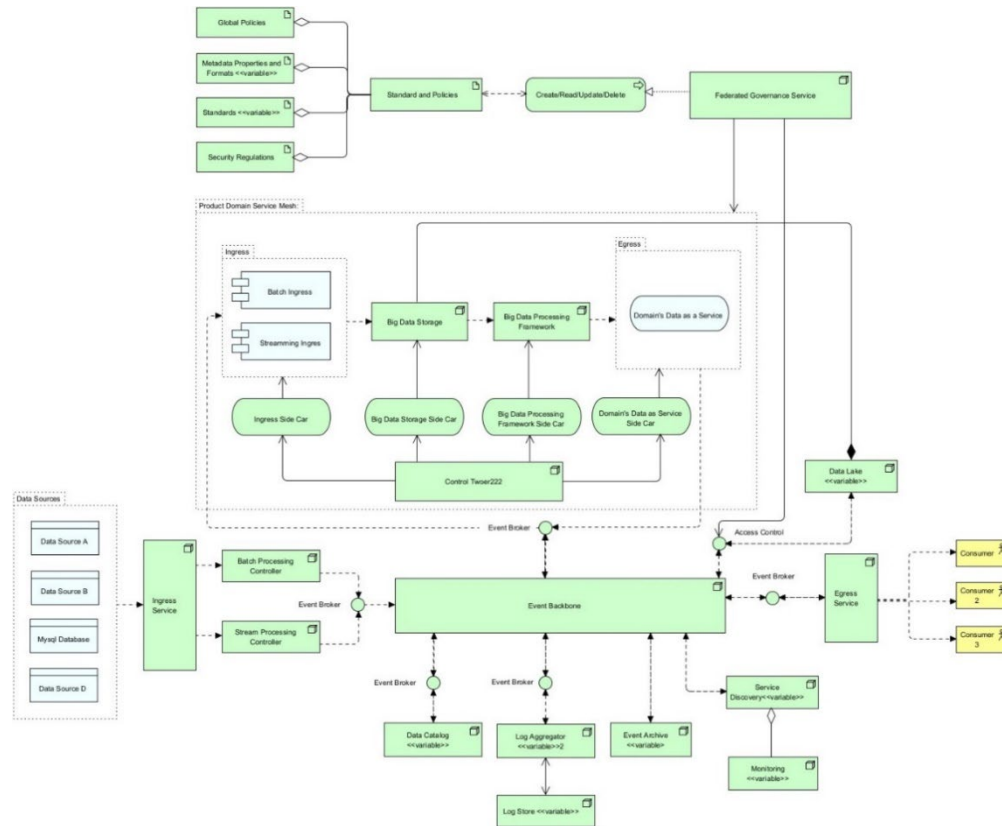 Global Policies
Metadata Properties and
Formats <<variable>>
Standards <<variable>>
Security Regulations
Standard and Policies
Create/Read/Update/Delete
Federated Governance Service
Product Domain Service Mesh:
Ingress
Batch Ingress
Streamming Ingres
Big Data Storage
Big Data Processing
Framework
Egress
Domain's Data as a Service
Ingress Side Car
Big Data Storage Side Car
Big Data Processing
Framework Side Car
Domain's Data as Service
Side Car
Control Twoer222
Data Lake
<<variable>>
Data Sources
Data Source A
Data Source B
Mysql Database
Data Source D
Ingress
Service
Batch Processing
Controller
Stream Processing
Controller
Event Broker
Event Broker
Access Control
Event Backbone
Event Broker
Egress
Service
Consumer
Consumer
2
Consumer
3
Event Broker
Event Broker
Data Catalog
<<variable>>
Log Aggregator
<<variable>>2
Event Archive
<<variable>
Service
Discovery<<variable>>
Monitoring
<<variable>>
Log Store <<variable>>